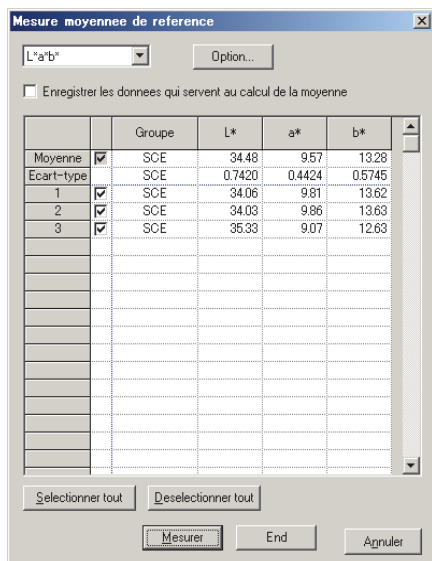 Mesure moyennee de reference
L*a*b*
Option...
Enregistrer les donnees qui servent au calcul de la moyenne
Groupe L* a* b*
Moyenne SCE 34.48 9.57 13.28
Ecart-type SCE 0.7420 0.4424 0.5745
1 SCE 34.06 9.81 13.62
2 SCE 34.03 9.86 13.63
3 SCE 35.33 9.07 12.63
Selectionner tout Deselectionner tout
Mesurer End Annuler